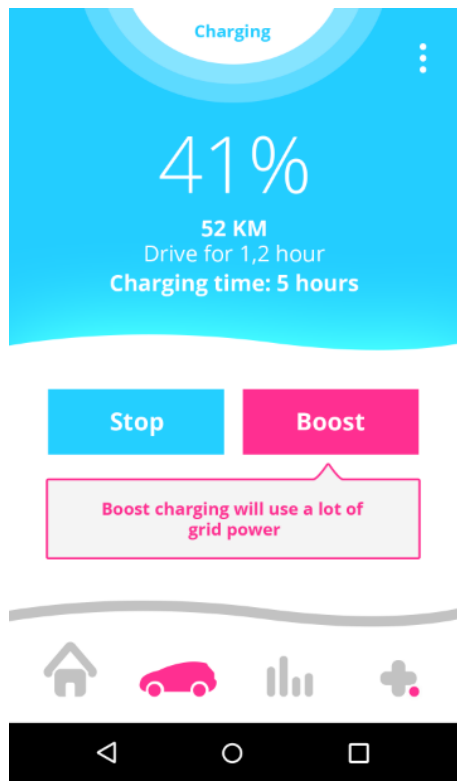 Charging
41%
52 KM
Drive for 1,2 hour
Charging time: 5 hours
Stop
Boost
Boost charging will use a lot of
grid power